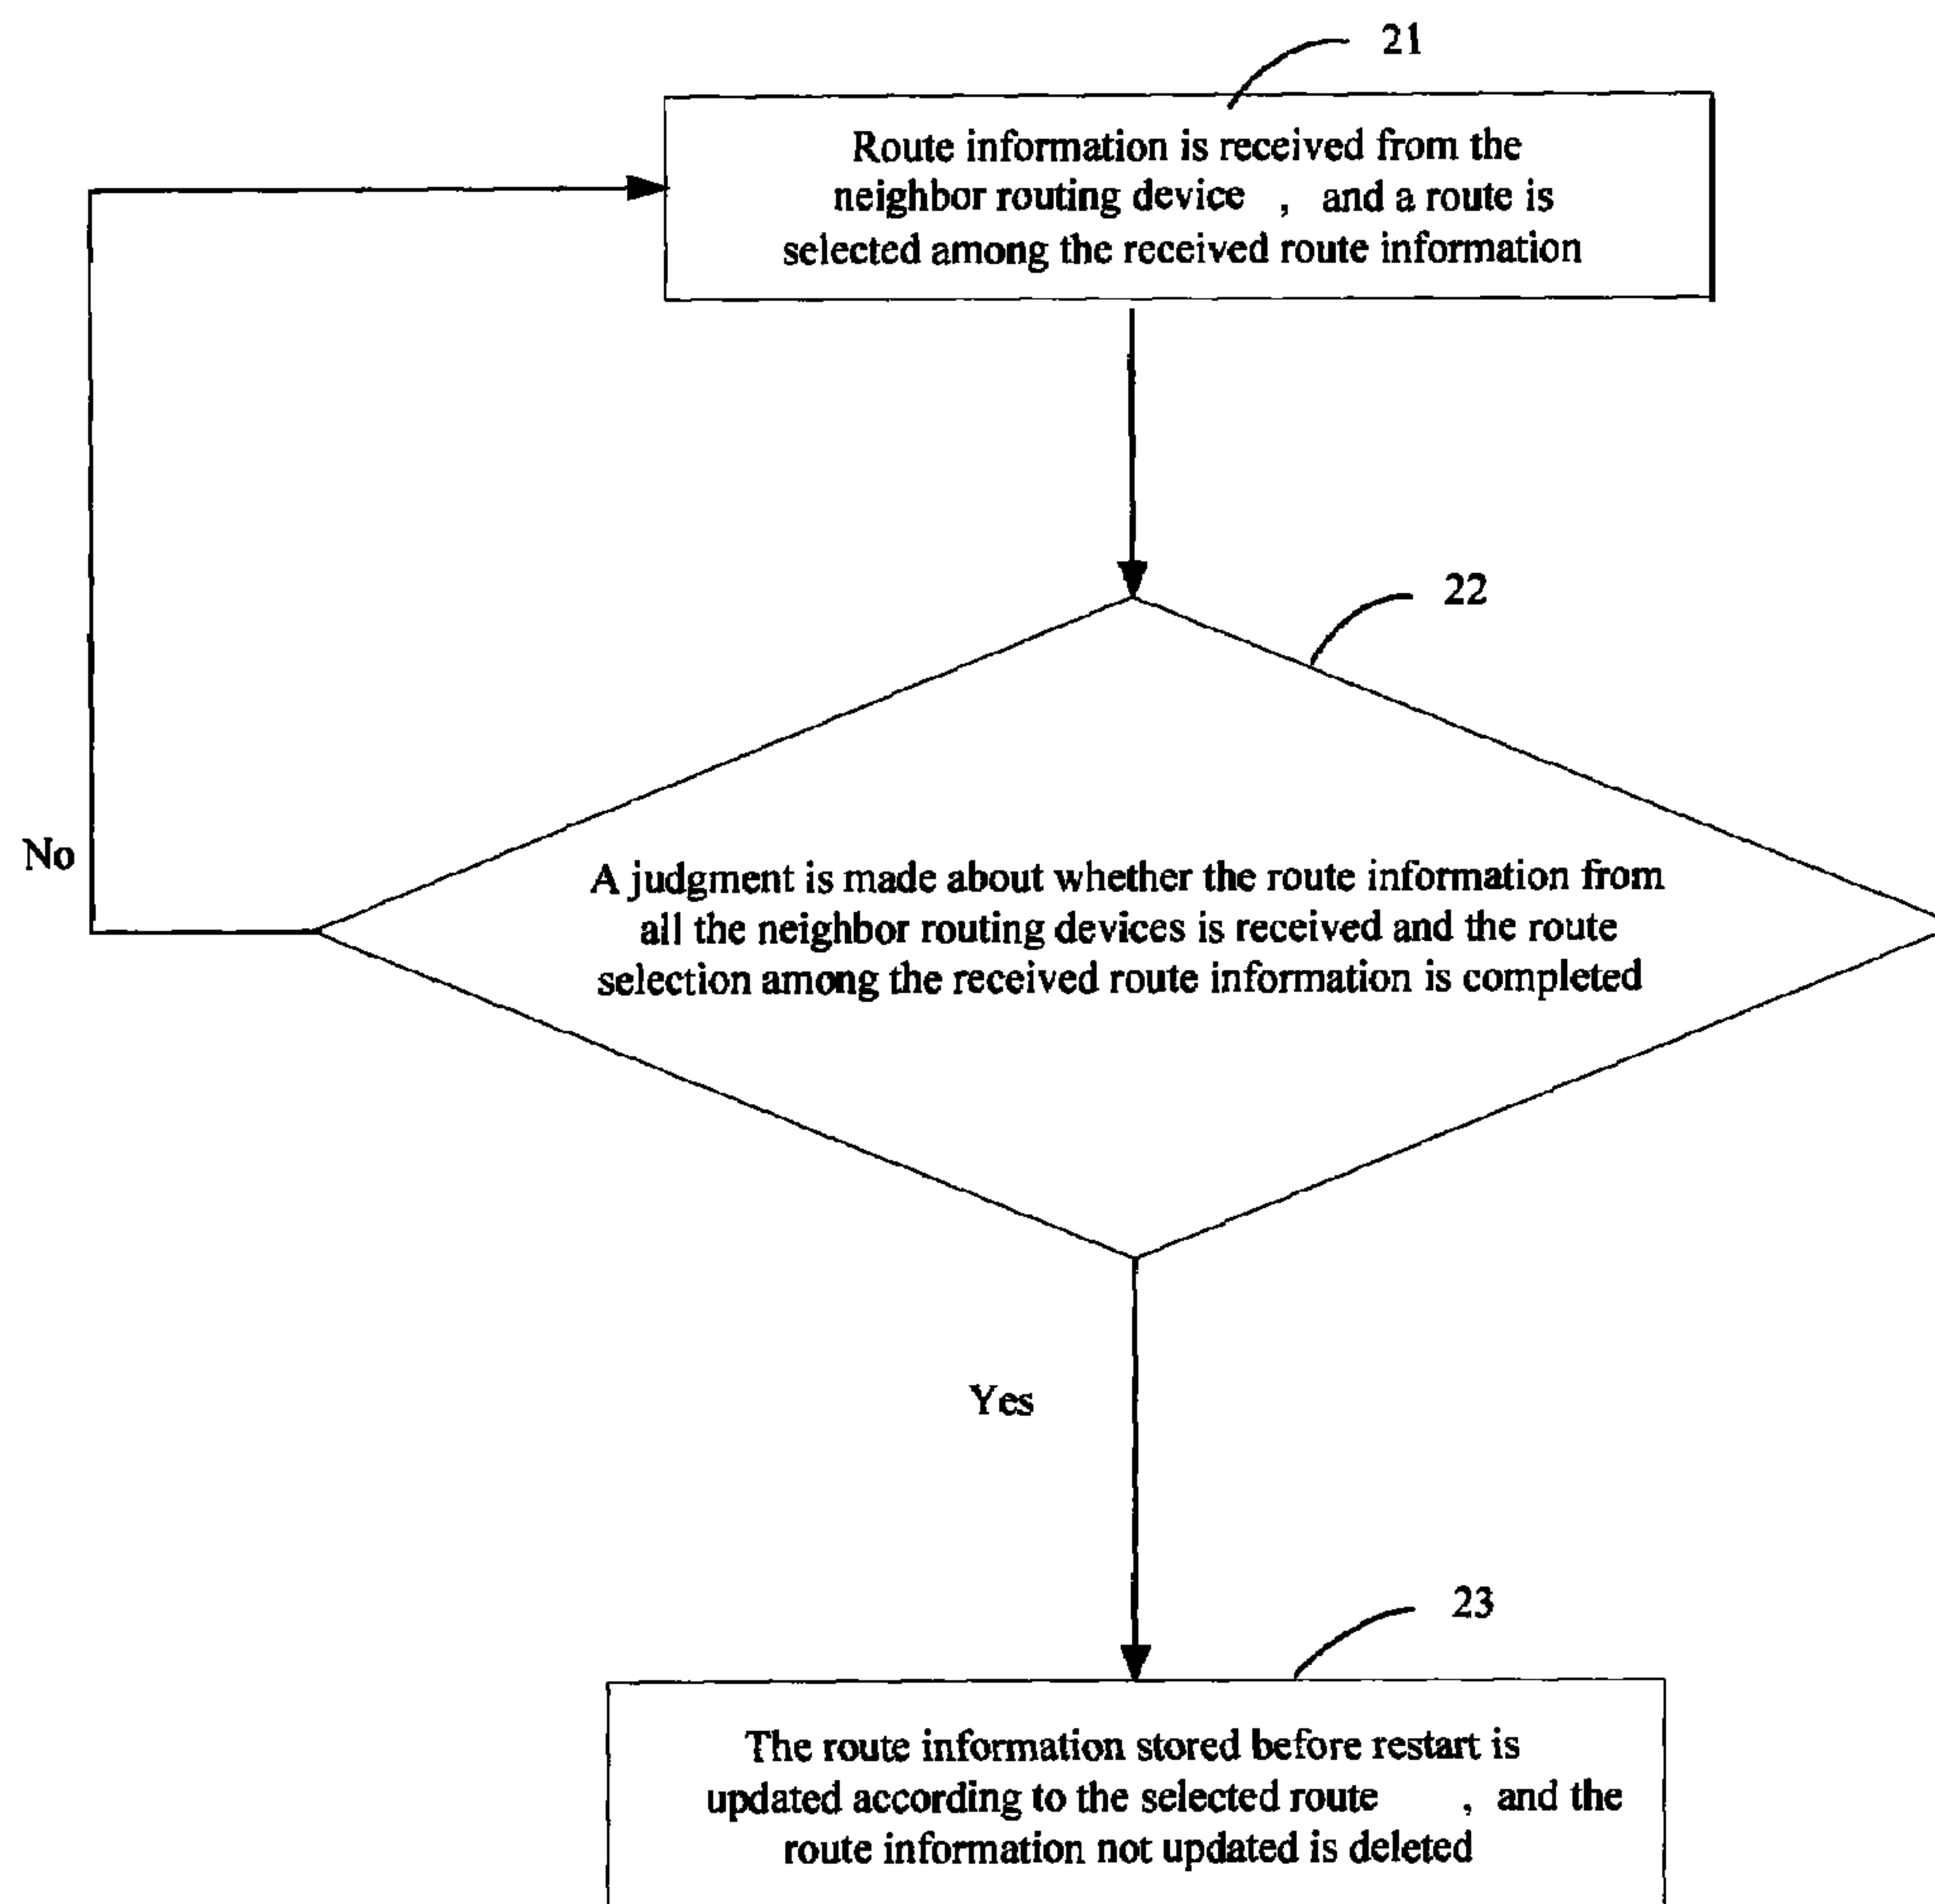 21
Route information is received from the
neighbor routing device , and a route is
selected among the received route information
22
No
A judgment is made about whether the route information from
all the neighbor routing devices is received and the route
selection among the received route information is completed
Yes
23
The route information stored before restart is
updated according to the selected route , and the
route information not updated is deleted